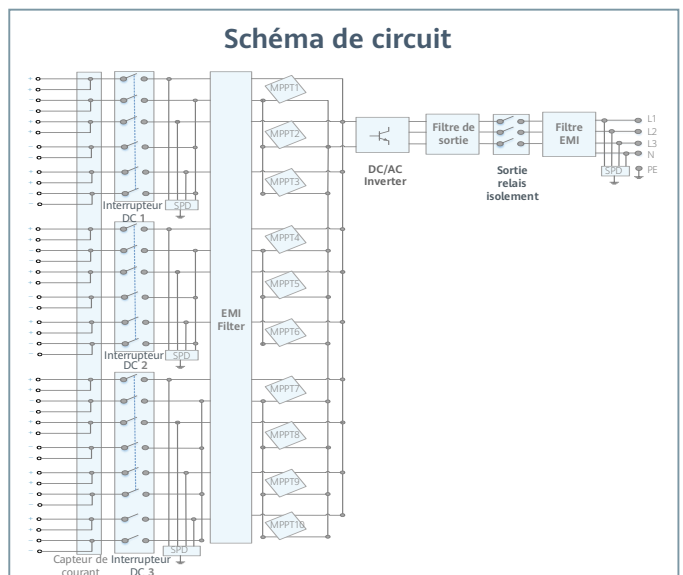 Schéma de circuit
MPPT1
MPPT2
MPPT3
Interrupteur
DC 1
SPD
MPPT4
MPPT5
MPPT6
Interrupteur
DC 2
SPD
EMI
Filter
MPPT7
MPPT8
MPPT9
MPPT10
SPD
Capteur de
courant
Interrupteur
DC 3
DC/AC
Inverter
Filtre de
sortie
Sortie
relais
isolement
Filtre
EMI
L1
L2
L3
N
PE
SPD